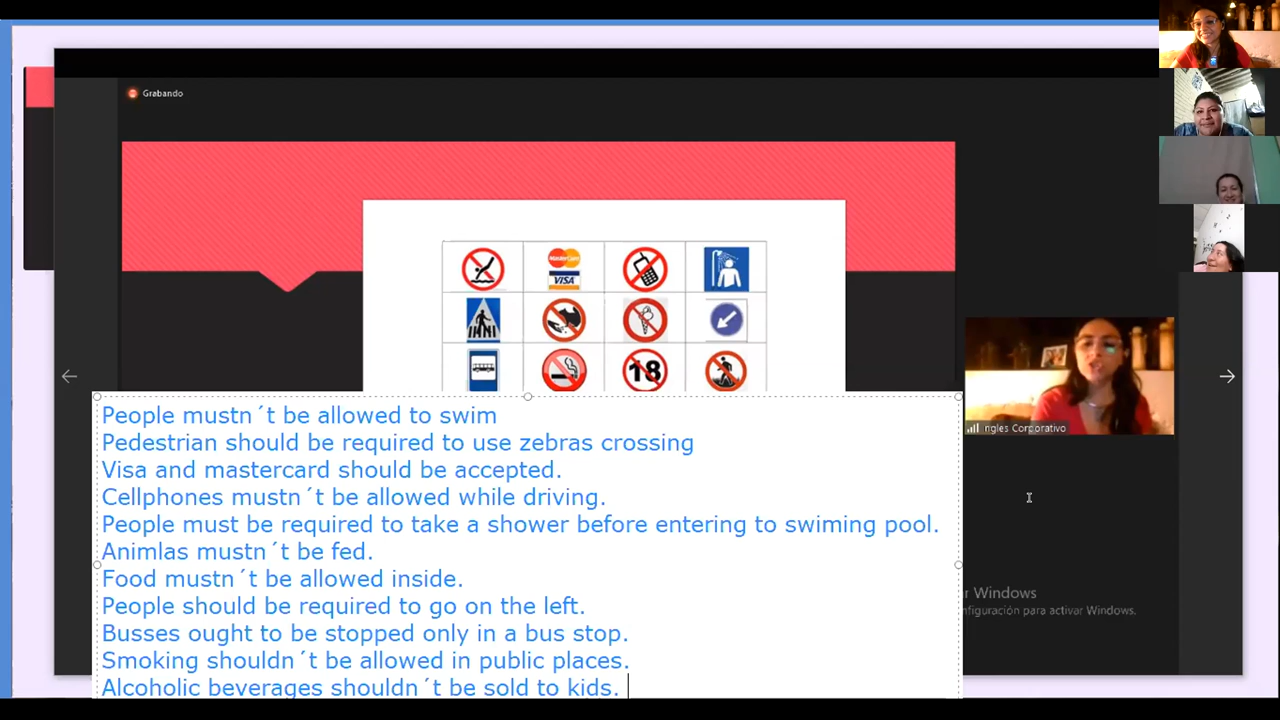 Grabando
MasterCard
VISA
18
Ingles Corporativo
People mustn´t be allowed to swim
Pedestrian should be required to use zebras crossing
Visa and mastercard should be accepted.
Cellphones mustn´t be allowed while driving.
People must be required to take a shower before entering to swiming pool.
Animlas mustn´t be fed.
Food mustn´t be allowed inside.
People should be required to go on the left.
Busses ought to be stopped only in a bus stop.
Smoking shouldn´t be allowed in public places.
Alcoholic beverages shouldn´t be sold to kids.
Windows
para activar Windows.